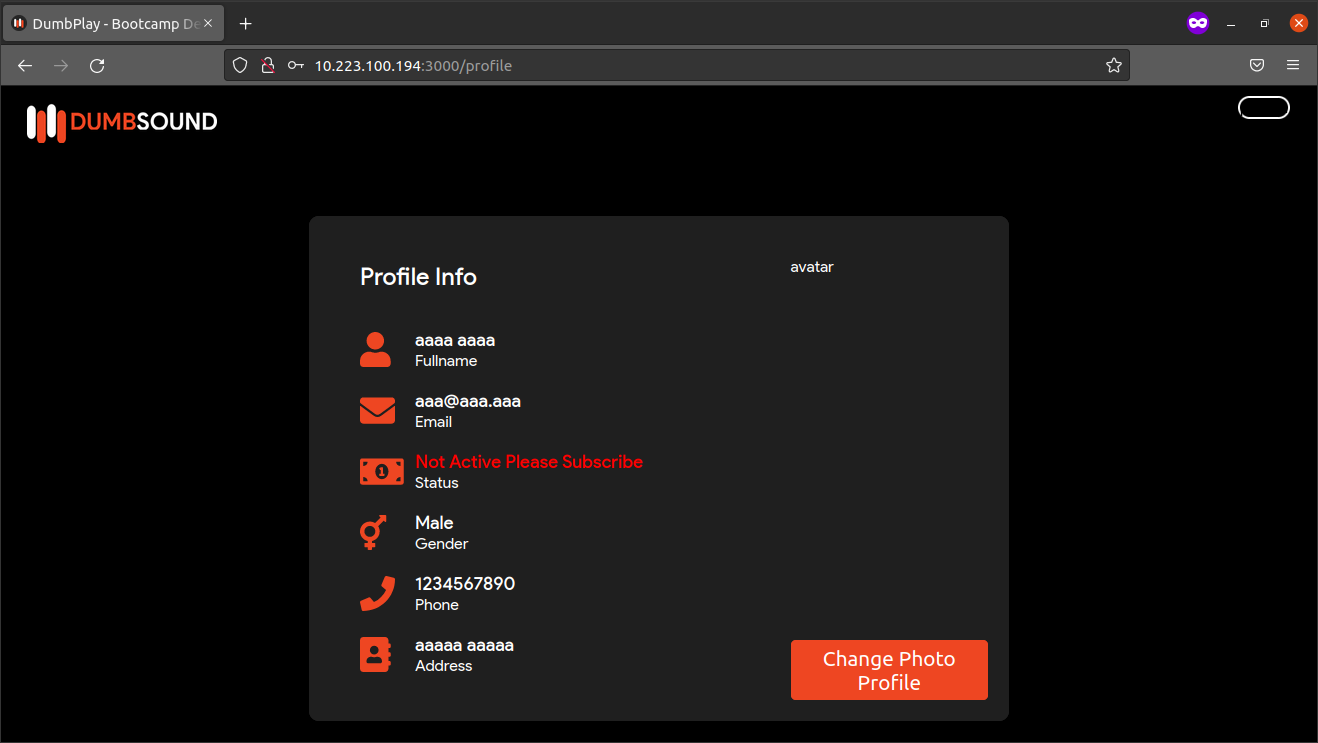 DumbPlay - Bootcamp De
10.223.100.194:3000/profile
DUMBSOUND
Profile Info
avatar
aaaa aaaa
Fullname
aaa@aaa.aaa
Email
1
Not Active Please Subscribe
Status
Male
Gender
1234567890
Phone
aaaaa aaaaa
Address
Change Photo
Profile